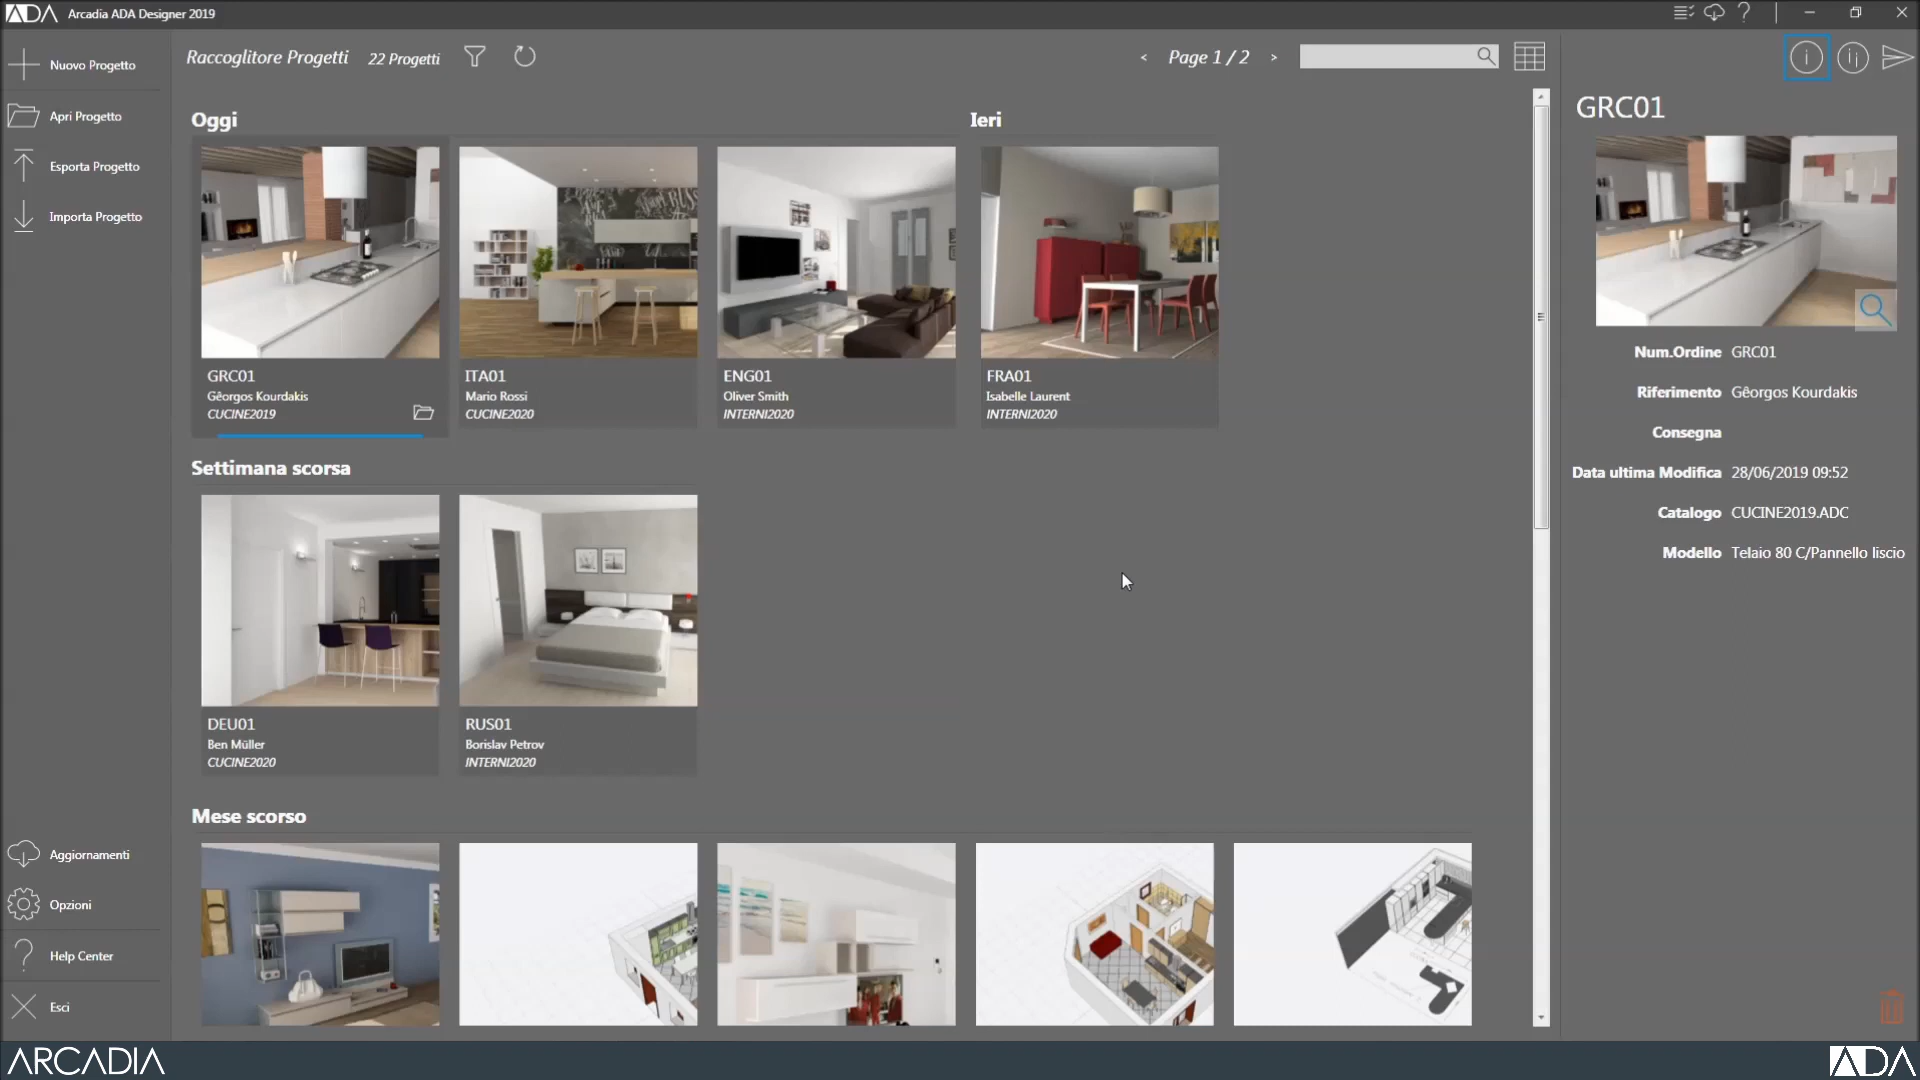 ADA Arcadia ADA Designer 2019
Nuovo Progetto
Apri Progetto
Esporta Progetto
Importa Progetto
Raccoglitore Progetti 22 Progetti
< Page 1 / 2 >
Oggi
Ieri
GRC01
Gêorgos Kourdakis
CUCINE2019
ITA01
Mario Rossi
CUCINE2020
ENG01
Oliver Smith
INTERNI2020
FRA01
Isabelle Laurent
INTERNI2020
Settimana scorsa
DEU01
Ben Müller
CUCINE2020
RUS01
Borislav Petrov
INTERNI2020
Mese scorso
GRC01
Num.Ordine GRC01
Riferimento Gêorgos Kourdakis
Consegna
Data ultima Modifica 28/06/2019 09:52
Catalogo CUCINE2019.ADC
Modello Telaio 80 C/Pannello liscio
Aggiornamenti
Opzioni
Help Center
Esci
ARCADIA
ADA